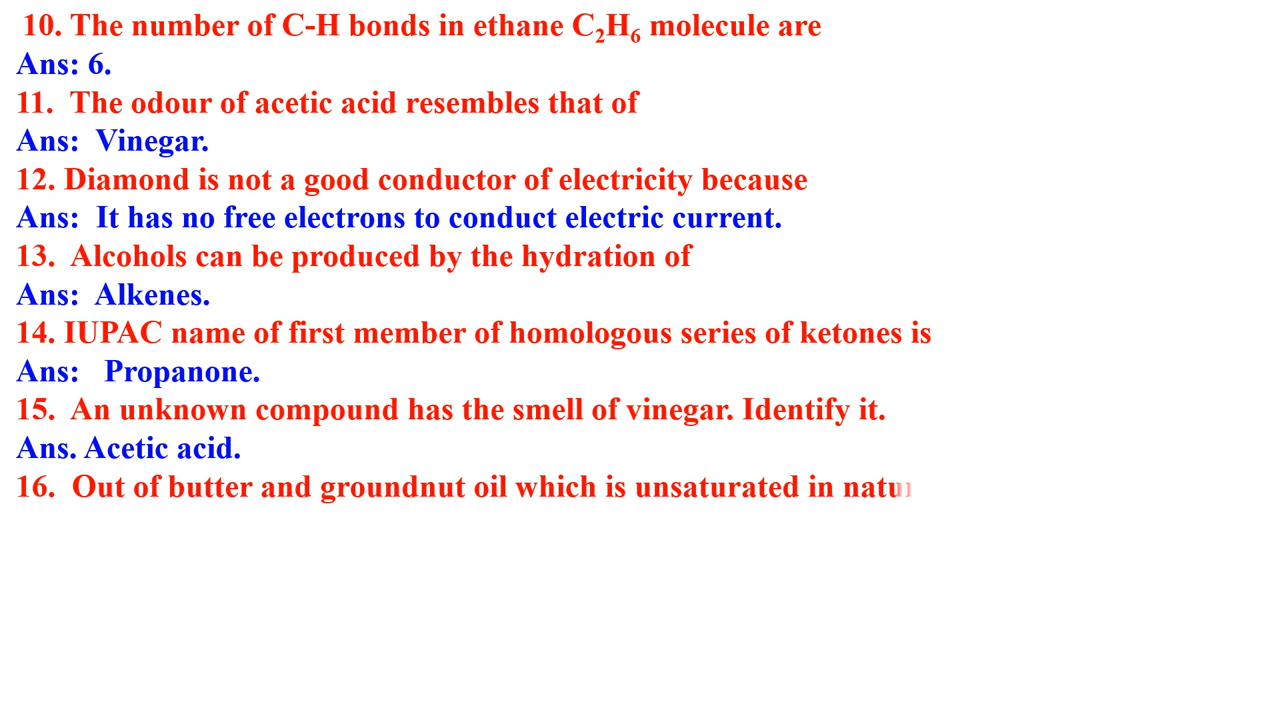 10. The number of C-H bonds in ethane C₂H₆ molecule are
Ans: 6.
11. The odour of acetic acid resembles that of
Ans: Vinegar.
12. Diamond is not a good conductor of electricity because
Ans: It has no free electrons to conduct electric current.
13. Alcohols can be produced by the hydration of
Ans: Alkenes.
14. IUPAC name of first member of homologous series of ketones is
Ans: Propanone.
15. An unknown compound has the smell of vinegar. Identify it.
Ans. Acetic acid.
16. Out of butter and groundnut oil which is unsaturated in